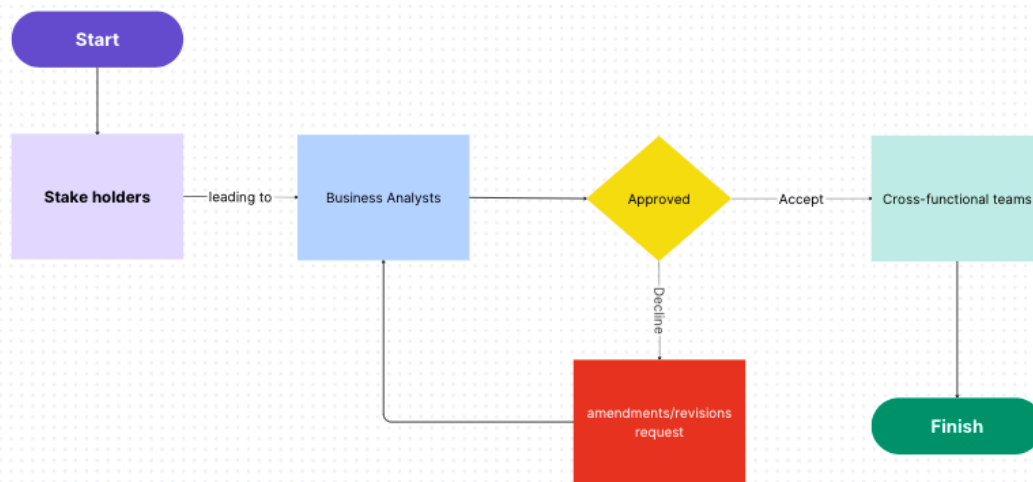 Start
Stake holders
leading to
Business Analysts
Approved
Accept
Cross-functional teams
Decline
amendments/revisions
request
Finish